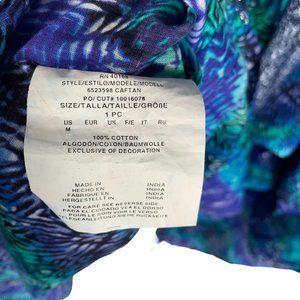 RN 40
STYLE/ESTILO/MODELE/MODELL
6523598 CAFTAN
PO/ CUT# 10016078
SIZE/TALLA/TAILLE/GRÖßE
1 PC
US EUR UK F/E IT RU
M
100% COTTON
ALGODÓN/COTON/BAUMWOLLE
EXCLUSIVE OF DECORATION
MADE IN INDIA
HECHO EN INDIA
FABRIQUE EN INDIA
HERGESTELLT IN INDIA
FOR CARE SEE REVERSE SIDE
PARA EL CUIDADO VEA EL DORSO
POUR LE SOIN VOIR LE VERSO
SIEHE RÜCKSEITE